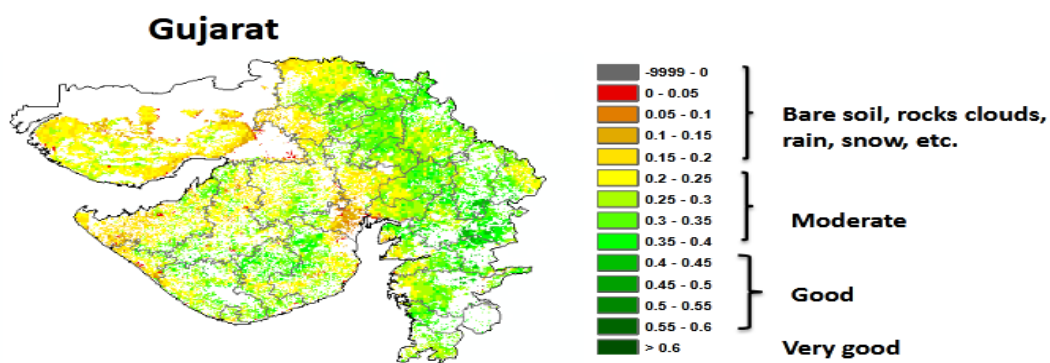 Gujarat
-9999 - 0
0 - 0.05
0.05 - 0.1
0.1 - 0.15
0.15 - 0.2
0.2 - 0.25
0.25 - 0.3
0.3 - 0.35
0.35 - 0.4
0.4 - 0.45
0.45 - 0.5
0.5 - 0.55
0.55 - 0.6
> 0.6
Bare soil, rocks clouds,
rain, snow, etc.
Moderate
Good
Very good